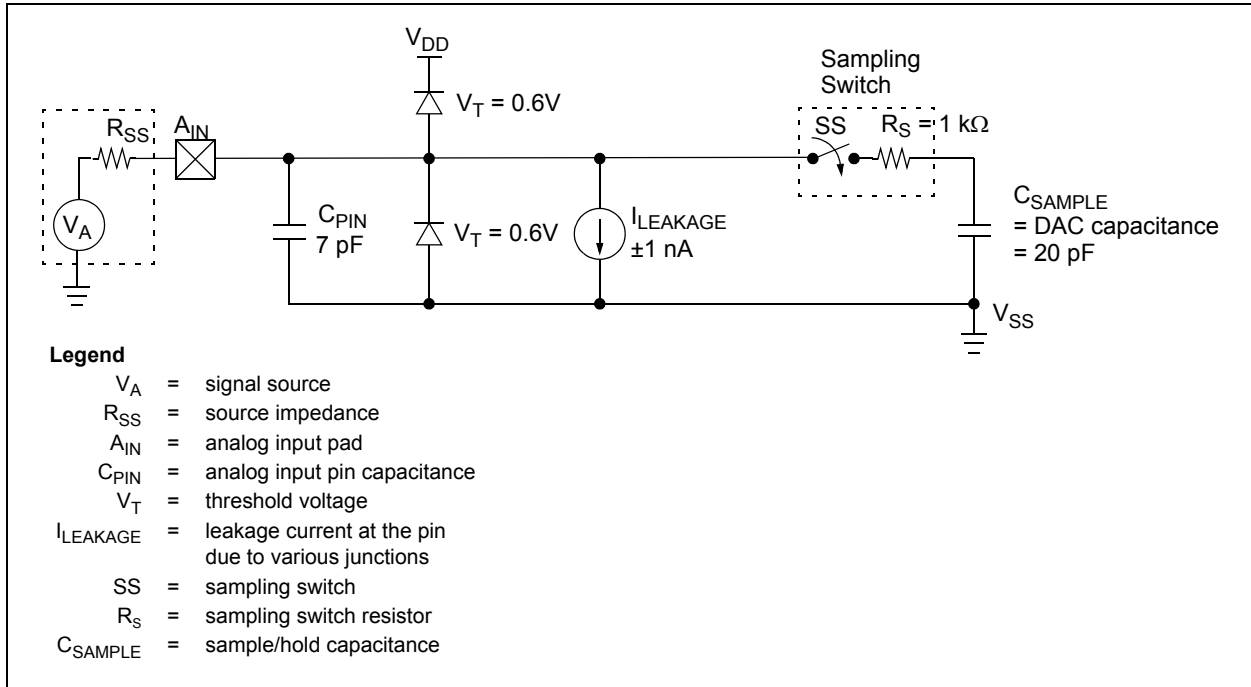 V_DD
Sampling
Switch
V_T = 0.6V
R_SS
A_IN
SS
R_S = 1 kΩ
V_A
C_PIN
7 pF
V_T = 0.6V
I_LEAKAGE
±1 nA
C_SAMPLE
= DAC capacitance
= 20 pF
V_SS
Legend
V_A = signal source
R_SS = source impedance
A_IN = analog input pad
C_PIN = analog input pin capacitance
V_T = threshold voltage
I_LEAKAGE = leakage current at the pin
due to various junctions
SS = sampling switch
R_s = sampling switch resistor
C_SAMPLE = sample/hold capacitance